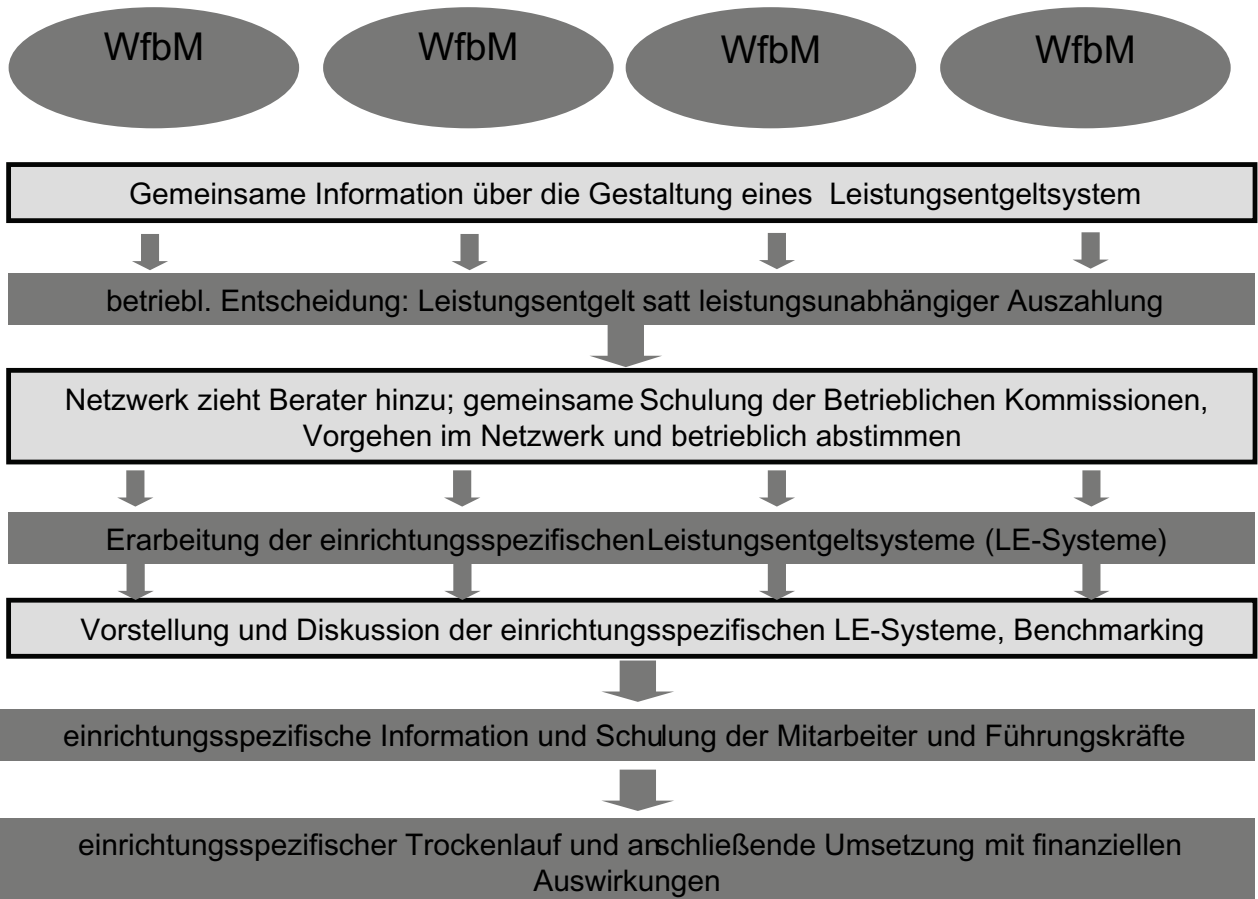 WfbM WfbM WfbM WfbM
Gemeinsame Information über die Gestaltung eines Leistungsentgeltsystem
betriebl. Entscheidung: Leistungsentgelt satt leistungsunabhängiger Auszahlung
Netzwerk zieht Berater hinzu; gemeinsame Schulung der Betrieblichen Kommissionen,
Vorgehen im Netzwerk und betrieblich abstimmen
Erarbeitung der einrichtungsspezifischen Leistungsentgeltsysteme (LE-Systeme)
Vorstellung und Diskussion der einrichtungsspezifischen LE-Systeme, Benchmarking
einrichtungsspezifische Information und Schulung der Mitarbeiter und Führungskräfte
einrichtungsspezifischer Trockenlauf und anschließende Umsetzung mit finanziellen
Auswirkungen